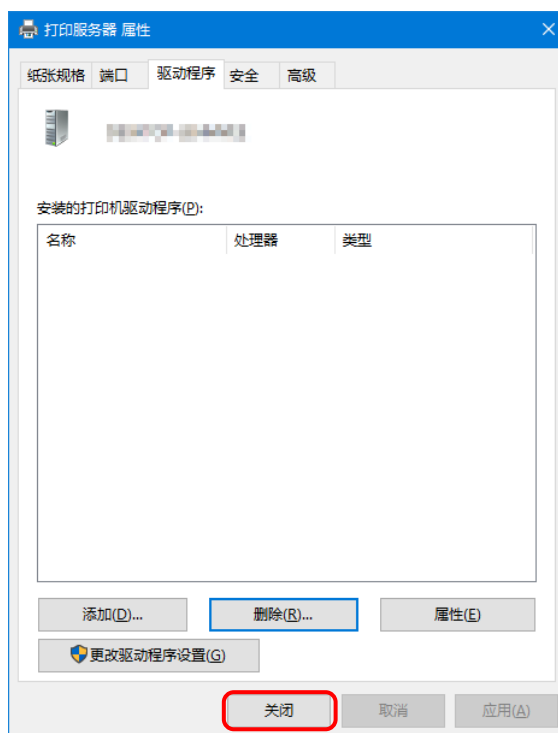 打印服务器 属性
纸张规格 端口 驱动程序 安全 高级
安装的打印机驱动程序(P):
名称 处理器 类型
添加(D)... 删除(R)... 属性(E)
更改驱动程序设置(G)
关闭 取消 应用(A)